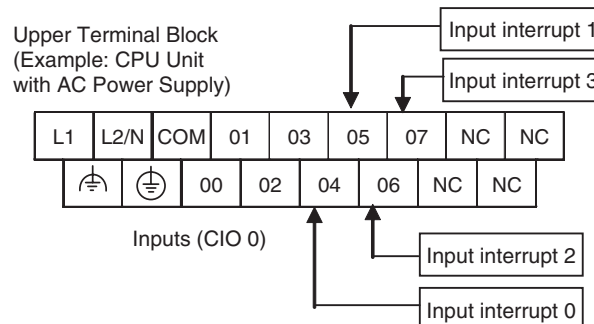 Upper Terminal Block
(Example: CPU Unit
with AC Power Supply)
Input interrupt 1
Input interrupt 3
L1 L2/N COM 01 03 05 07 NC NC
00 02 04 06 NC NC
Inputs (CIO 0)
Input interrupt 2
Input interrupt 0